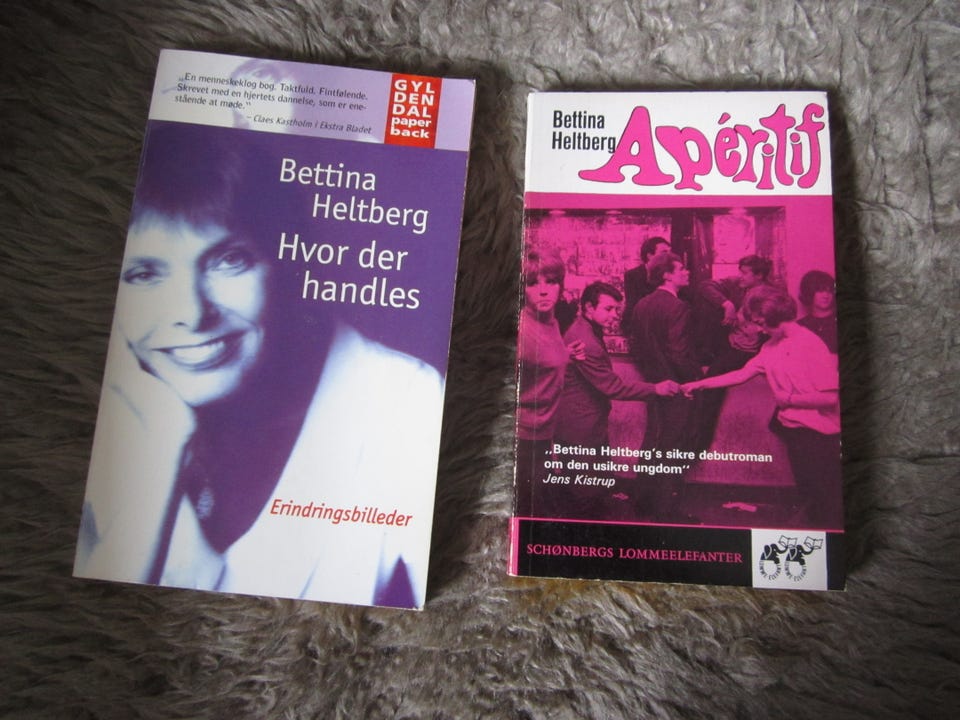 „En menneskeklog bog. Taktfuld. Fintfølende.
Skrevet med en hjertets dannelse, som er ene-
stående at møde.“
– Claes Kastholm i Ekstra Bladet
GYL
DEN
DAL
paper
back
Bettina
Heltberg
Hvor der
handles
Erindringsbilleder
Bettina
Heltberg
Apéritif
„Bettina Heltberg's sikre debutroman
om den usikre ungdom“
Jens Kistrup
SCHØNBERGS LOMMEELEFANTER